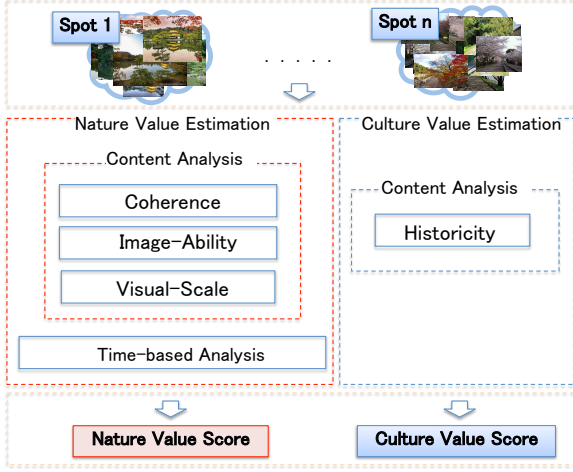 Spot 1
Spot n
. . . . .
Nature Value Estimation
Culture Value Estimation
Content Analysis
Coherence
Image-Ability
Visual-Scale
Time-based Analysis
Content Analysis
Historicity
Nature Value Score
Culture Value Score